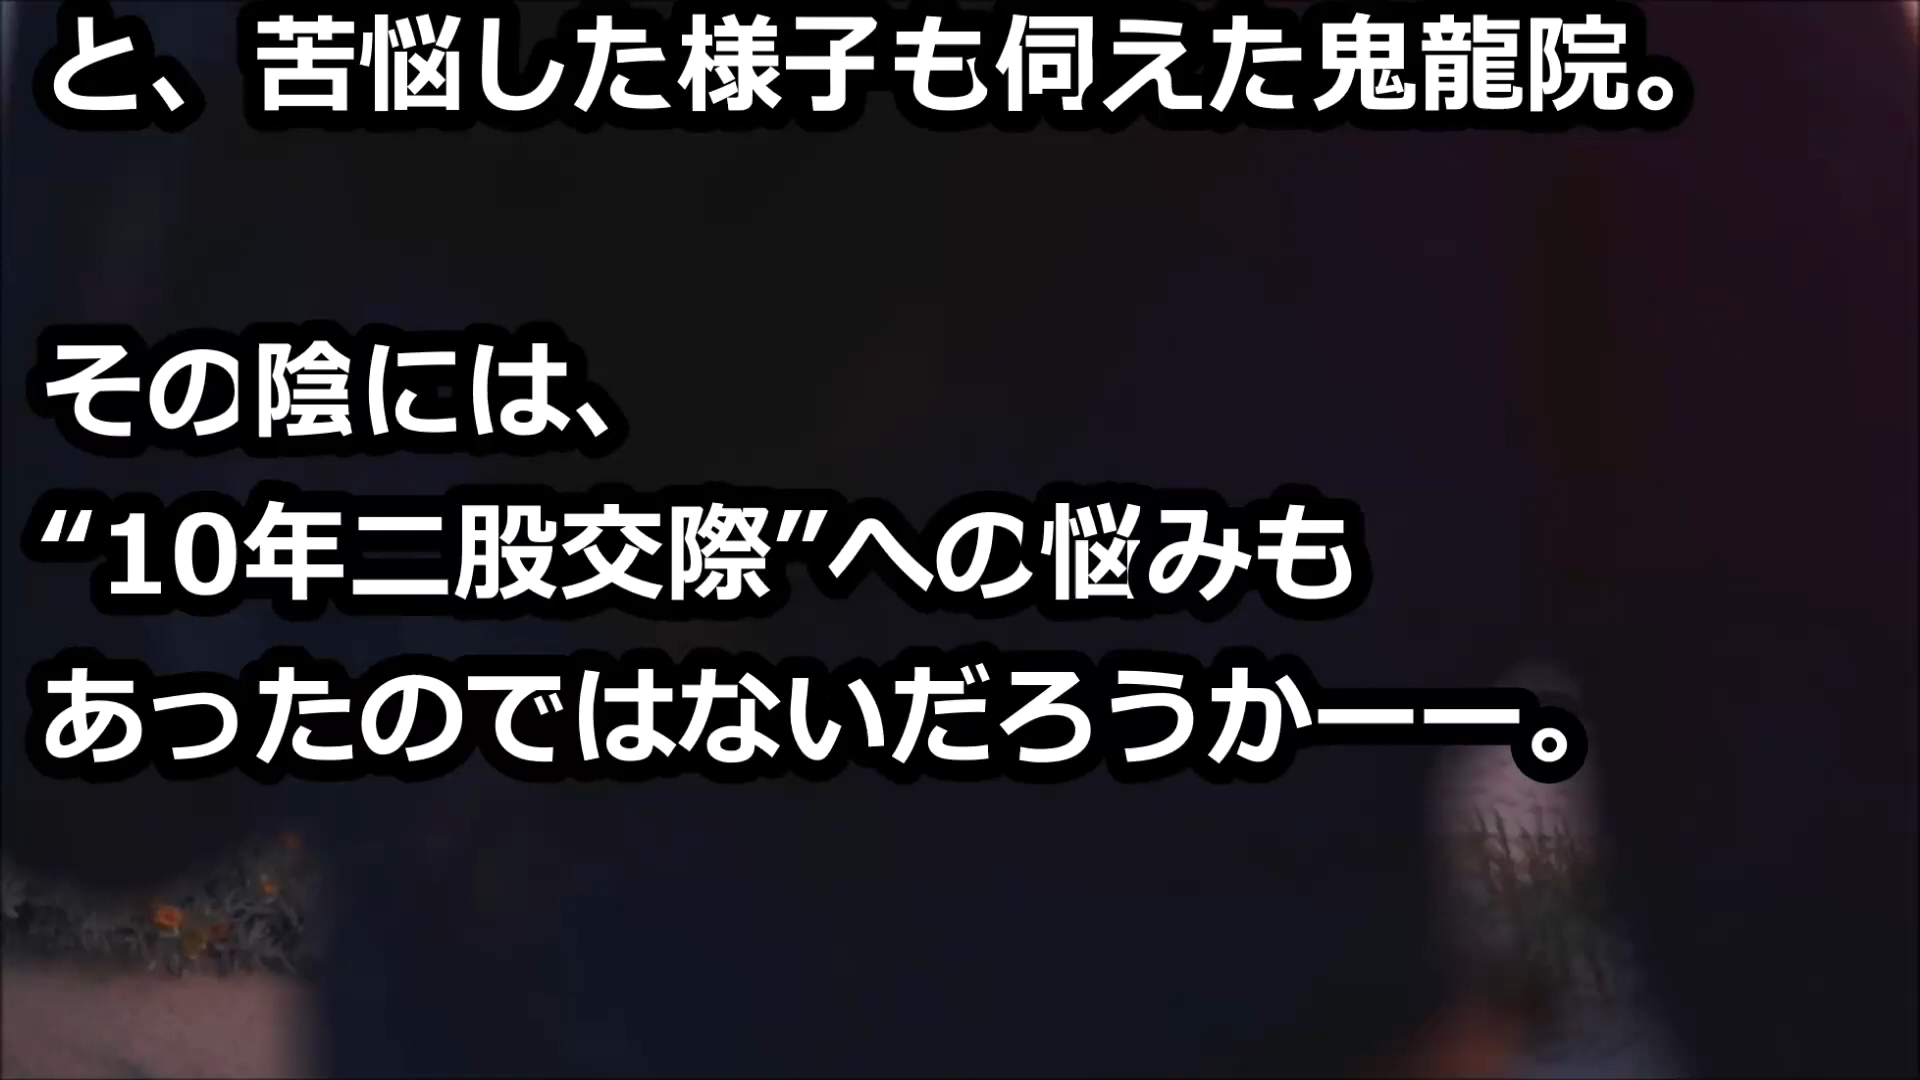 と、苦悩した様子も伺えた鬼龍院。
その陰には、
“10年二股交際”への悩みも
あったのではないだろうかーー。